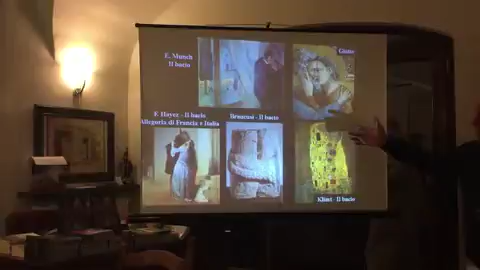 E. Munch
Il bacio
Giotto
F. Hayez - Il bacio
Allegoria di Francia e Italia
Brancusi - Il bacio
Klimt - Il bacio